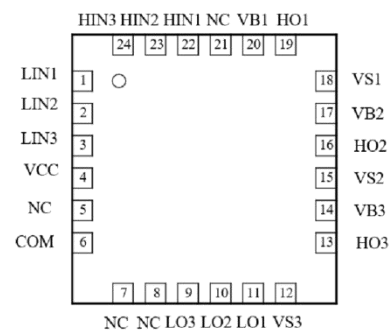 HIN3 HIN2 HIN1 NC VB1 HO1
24 23 22 21 20 19
LIN1 1 18 VS1
LIN2 2 17 VB2
LIN3 3 16 HO2
VCC 4 15 VS2
NC 5 14 VB3
COM 6 13 HO3
7 8 9 10 11 12
NC NC LO3 LO2 LO1 VS3